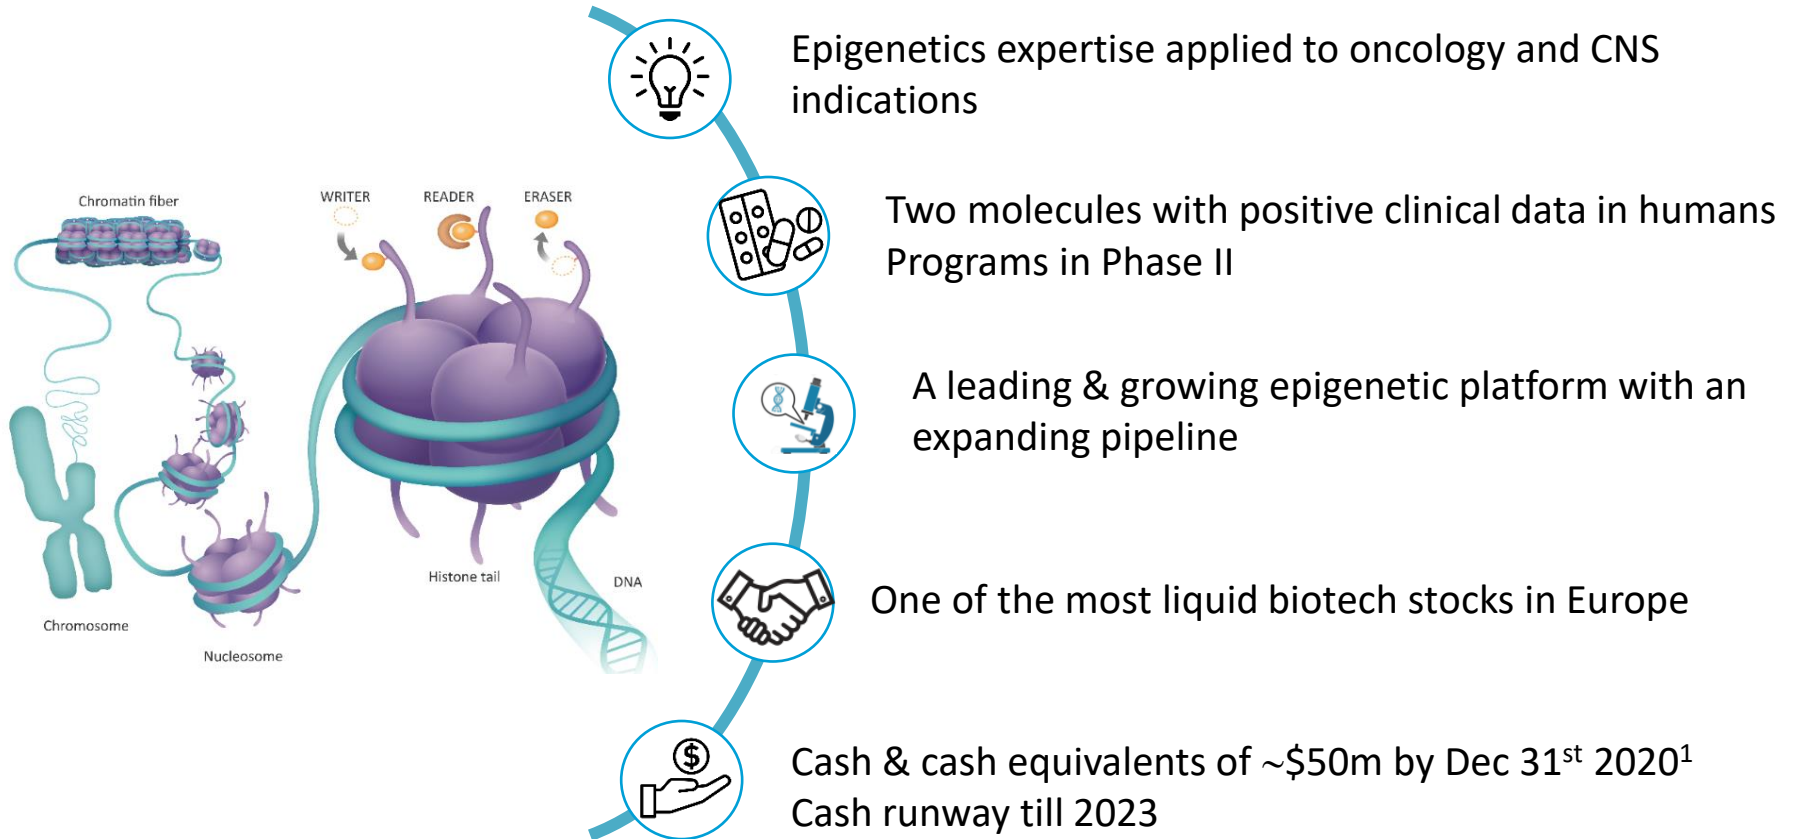 Epigenetics expertise applied to oncology and CNS
indications
Chromatin fiber
WRITER
READER
ERASER
Two molecules with positive clinical data in humans
Programs in Phase II
A leading & growing epigenetic platform with an
expanding pipeline
Histone tail
DNA
Chromosome
Nucleosome
One of the most liquid biotech stocks in Europe
$
Cash & cash equivalents of ~$50m by Dec 31st 2020¹
Cash runway till 2023